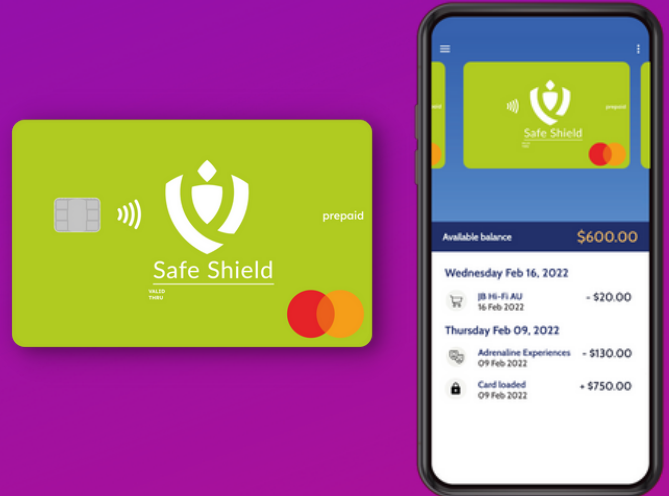 prepaid
Safe Shield
VALID
THRU
prepaid
Safe Shield
Available balance $600.00
Wednesday Feb 16, 2022
JB Hi-Fi AU - $20.00
16 Feb 2022
Thursday Feb 09, 2022
Adrenaline Experiences - $130.00
09 Feb 2022
Card loaded + $750.00
09 Feb 2022